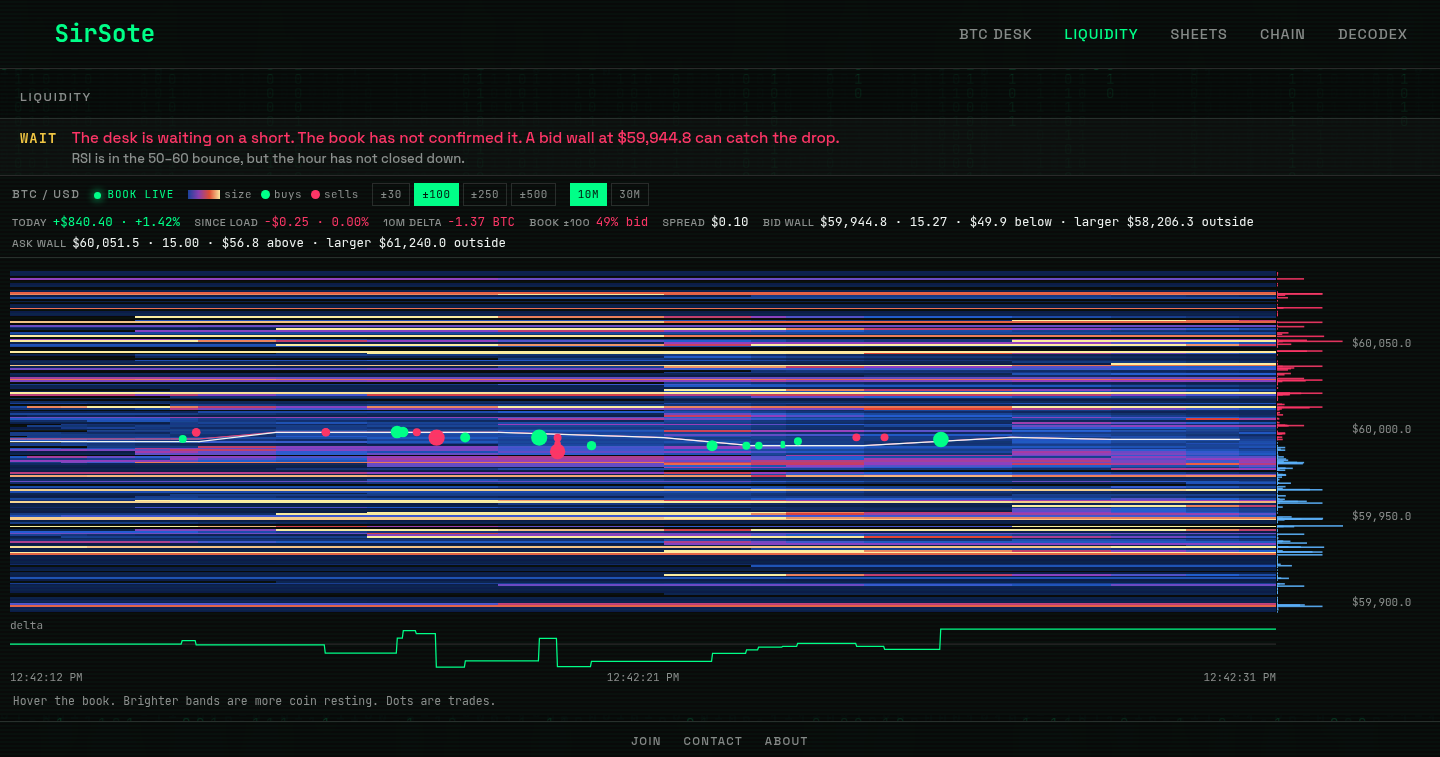 SirSote
BTC DESK LIQUIDITY SHEETS CHAIN DECODEX
LIQUIDITY
WAIT The desk is waiting on a short. The book has not confirmed it. A bid wall at $59,944.8 can catch the drop.
RSI is in the 50–60 bounce, but the hour has not closed down.
BTC / USD BOOK LIVE size buys sells ±30 ±100 ±250 ±500 10M 30M
TODAY +$840.40 · +1.42% SINCE LOAD -$0.25 · 0.00% 10M DELTA -1.37 BTC BOOK ±100 49% bid SPREAD $0.10 BID WALL $59,944.8 · 15.27 · $49.9 below · larger $58,206.3 outside
ASK WALL $60,051.5 · 15.00 · $56.8 above · larger $61,240.0 outside
$60,050.0
$60,000.0
$59,950.0
$59,900.0
delta
12:42:12 PM 12:42:21 PM 12:42:31 PM
Hover the book. Brighter bands are more coin resting. Dots are trades.
JOIN CONTACT ABOUT